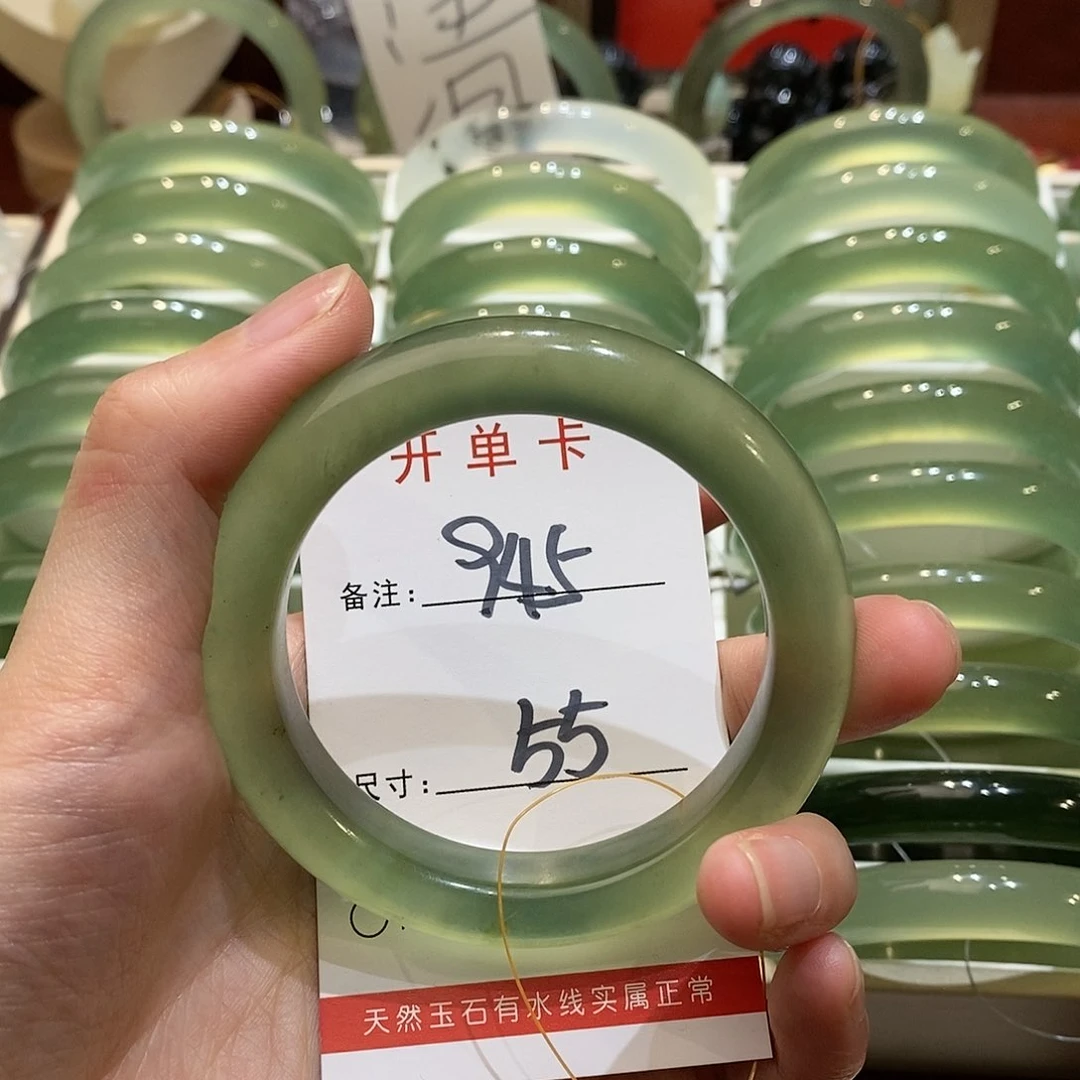 开单卡
备注: 945
尺寸: 55
天然玉石有水线实属正常